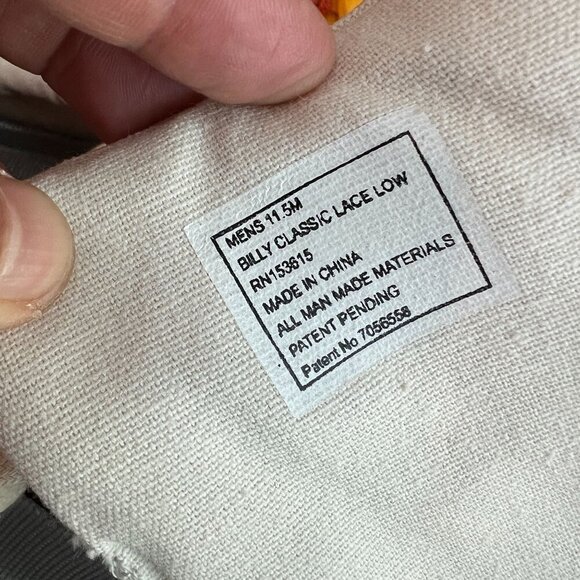 MENS 11.5M
BILLY CLASSIC LACE LOW
RN153615
MADE IN CHINA
ALL MAN MADE MATERIALS
PATENT PENDING
Patent No 7056558